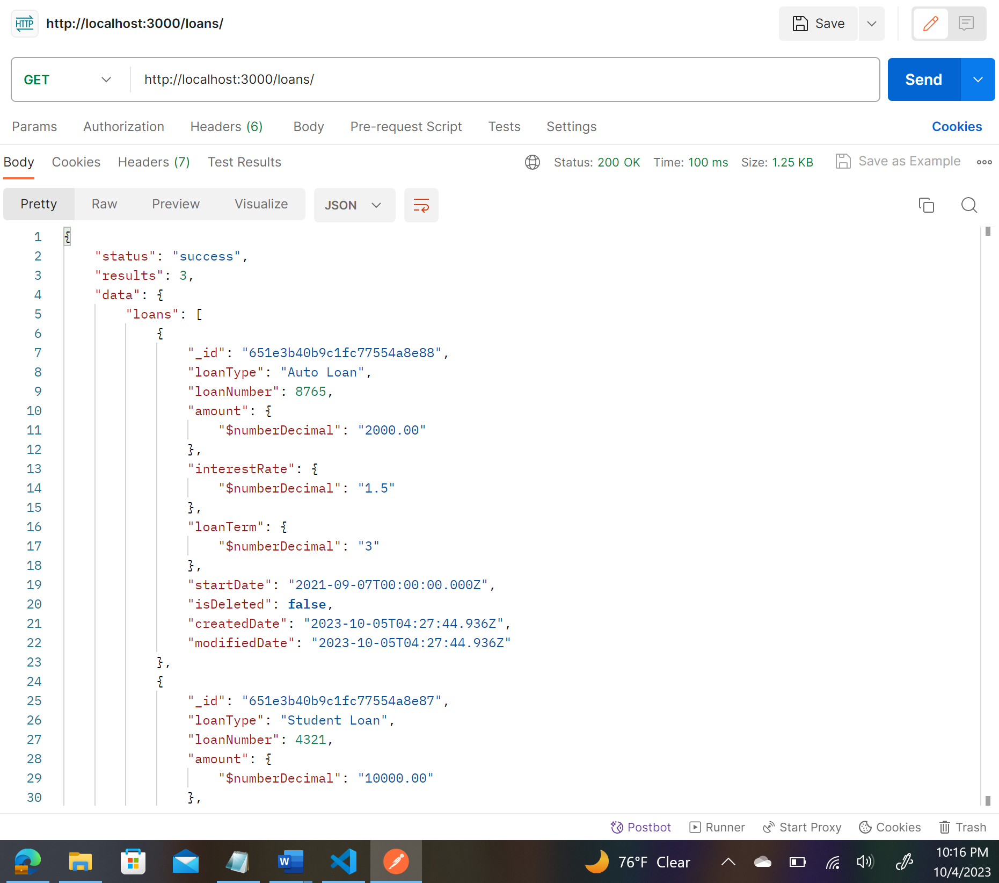 HTTP http://localhost:3000/loans/ Save
GET http://localhost:3000/loans/ Send
Params Authorization Headers (6) Body Pre-request Script Tests Settings Cookies
Body Cookies Headers (7) Test Results Status: 200 OK Time: 100 ms Size: 1.25 KB Save as Example
Pretty Raw Preview Visualize JSON
1 {
2 "status": "success",
3 "results": 3,
4 "data": {
5 "loans": [
6 {
7 "_id": "651e3b40b9c1fc77554a8e88",
8 "loanType": "Auto Loan",
9 "loanNumber": 8765,
10 "amount": {
11 "$numberDecimal": "2000.00"
12 },
13 "interestRate": {
14 "$numberDecimal": "1.5"
15 },
16 "loanTerm": {
17 "$numberDecimal": "3"
18 },
19 "startDate": "2021-09-07T00:00:00.000Z",
20 "isDeleted": false,
21 "createdDate": "2023-10-05T04:27:44.936Z",
22 "modifiedDate": "2023-10-05T04:27:44.936Z"
23 },
24 {
25 "_id": "651e3b40b9c1fc77554a8e87",
26 "loanType": "Student Loan",
27 "loanNumber": 4321,
28 "amount": {
29 "$numberDecimal": "10000.00"
30 },
Postbot Runner Start Proxy Cookies Trash
W 76°F Clear 10:16 PM
10/4/2023